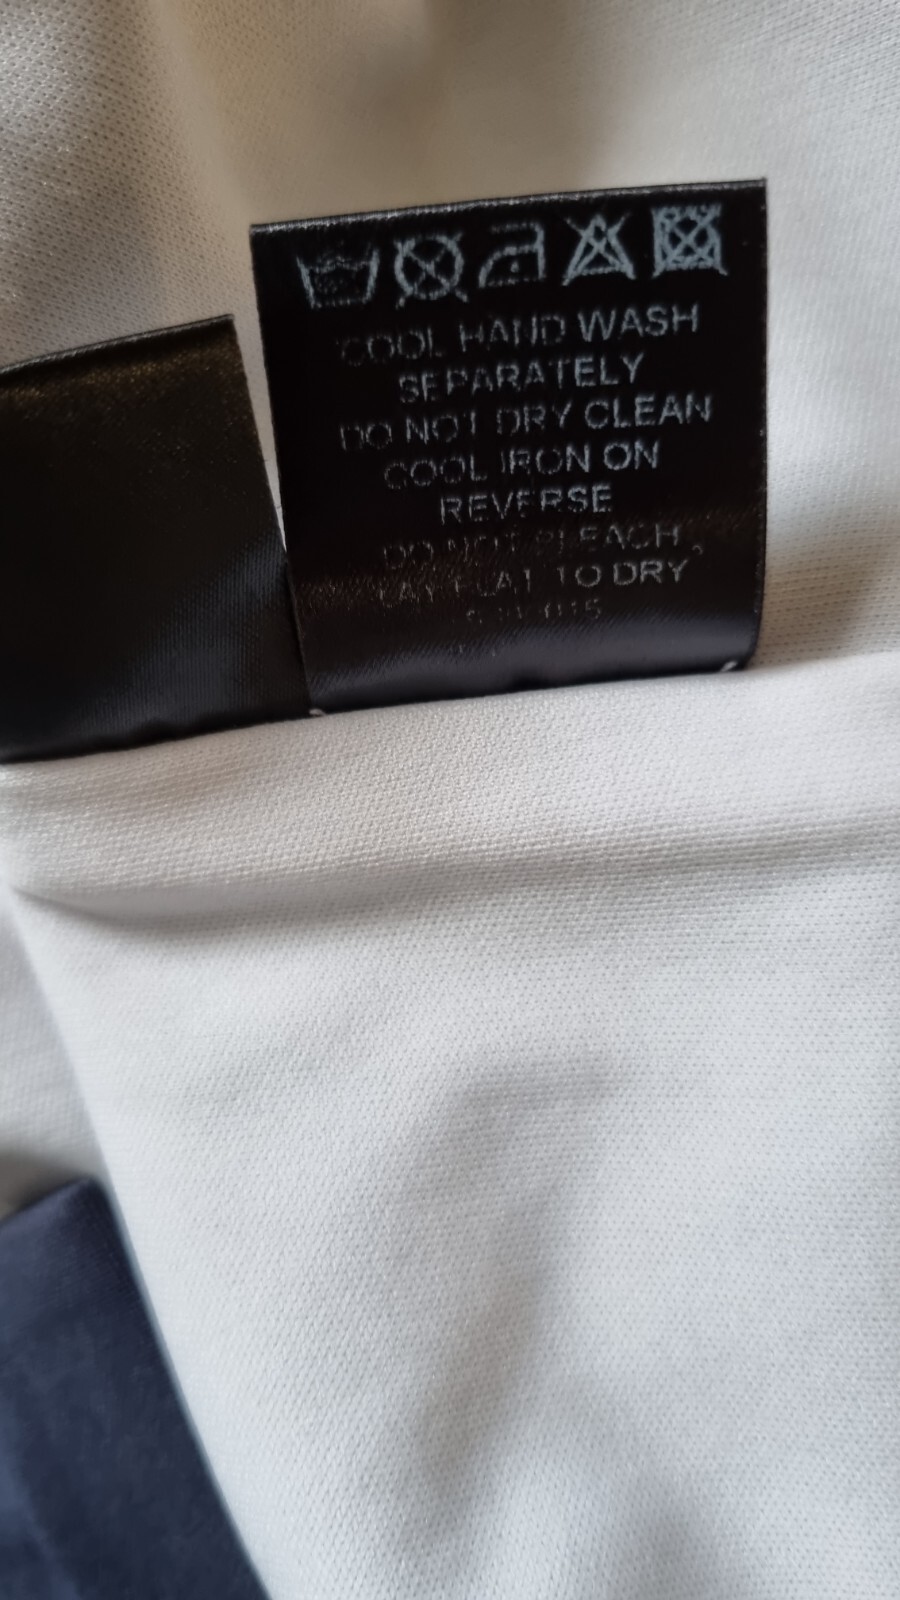 COOL HAND WASH
SEPARATELY
DO NOT DRY CLEAN
COOL IRON ON
REVERSE
DO NOT BLEACH
LAY FLAT TO DRY